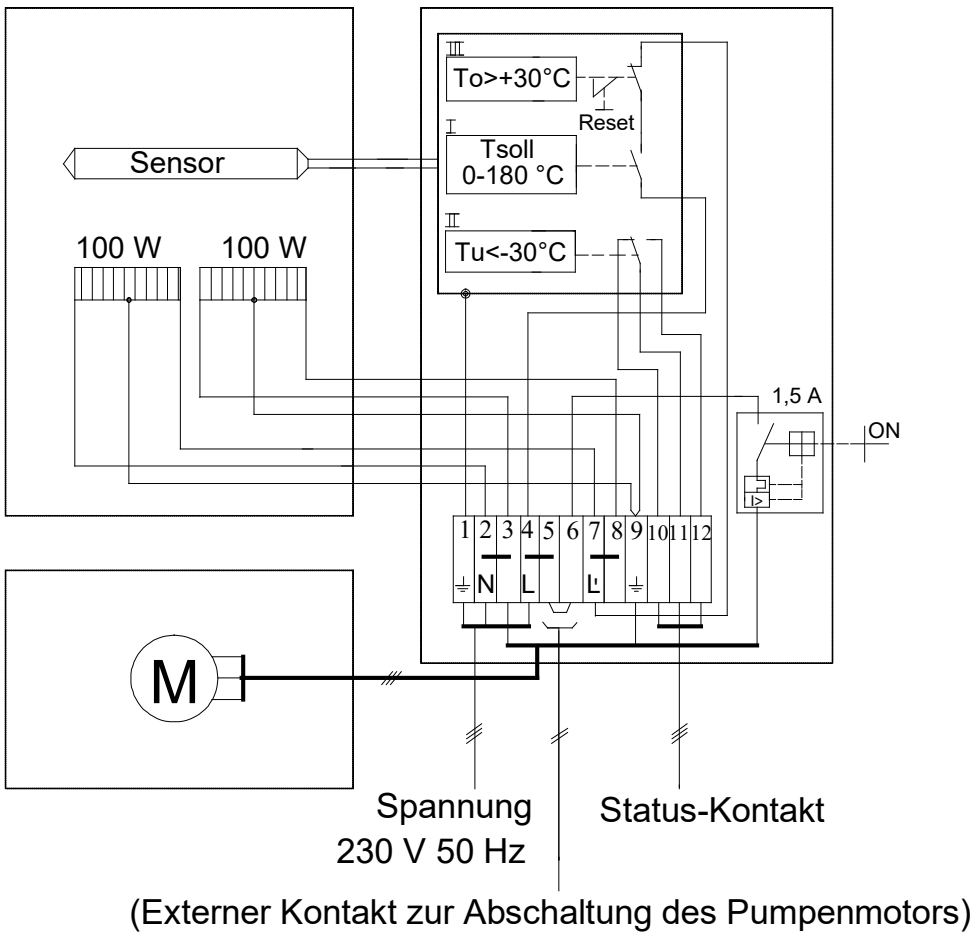 III
To>+30°C
Reset
I
Tsoll
0-180 °C
Sensor
II
Tu<-30°C
100 W 100 W
1,5 A
ON
I>
1 2 3 4 5 6 7 8 9 10 11 12
N L L'
M
Spannung
230 V 50 Hz
Status-Kontakt
(Externer Kontakt zur Abschaltung des Pumpenmotors)